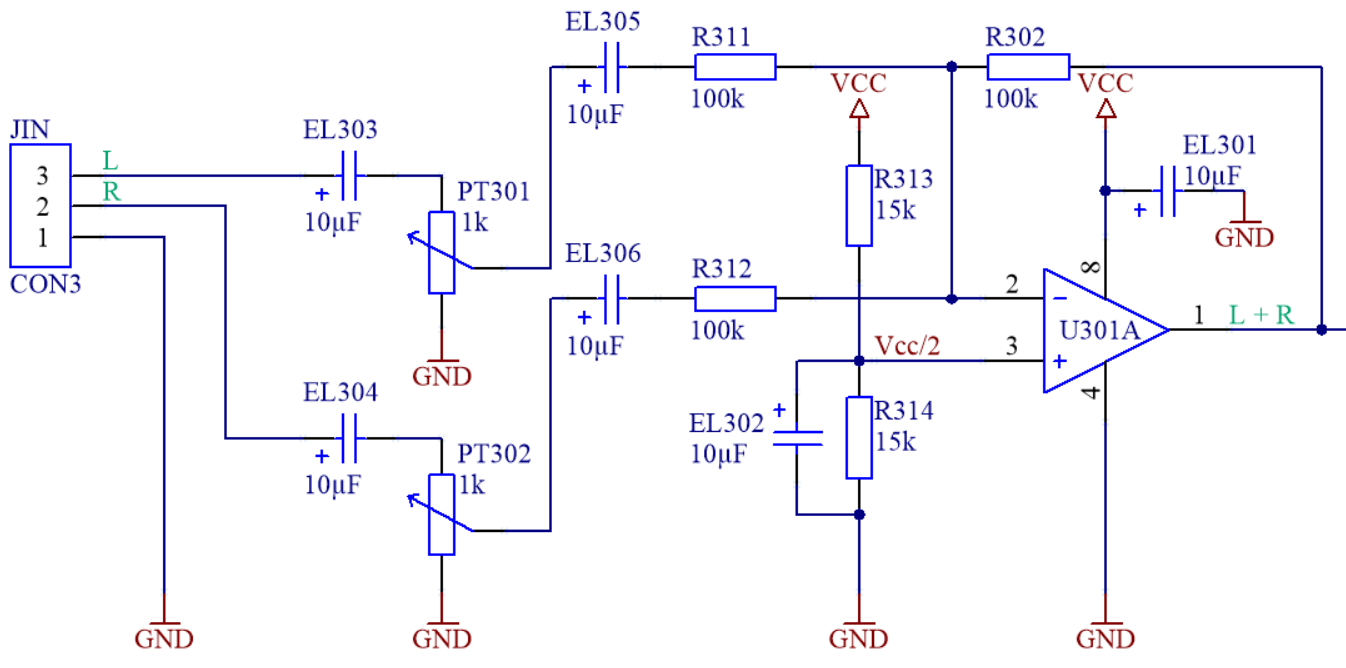 EL305
R311
R302
VCC
VCC
+
10µF
100k
100k
JIN
EL303
EL301
L
3
R
2
1
+
10µF
PT301
1k
R313
15k
10µF
+
GND
CON3
EL306
R312
8
2
−
+
10µF
100k
U301A
1
L + R
Vcc/2
3
+
GND
4
EL304
EL302
+
10µF
R314
15k
+
10µF
PT302
1k
GND
GND
GND
GND